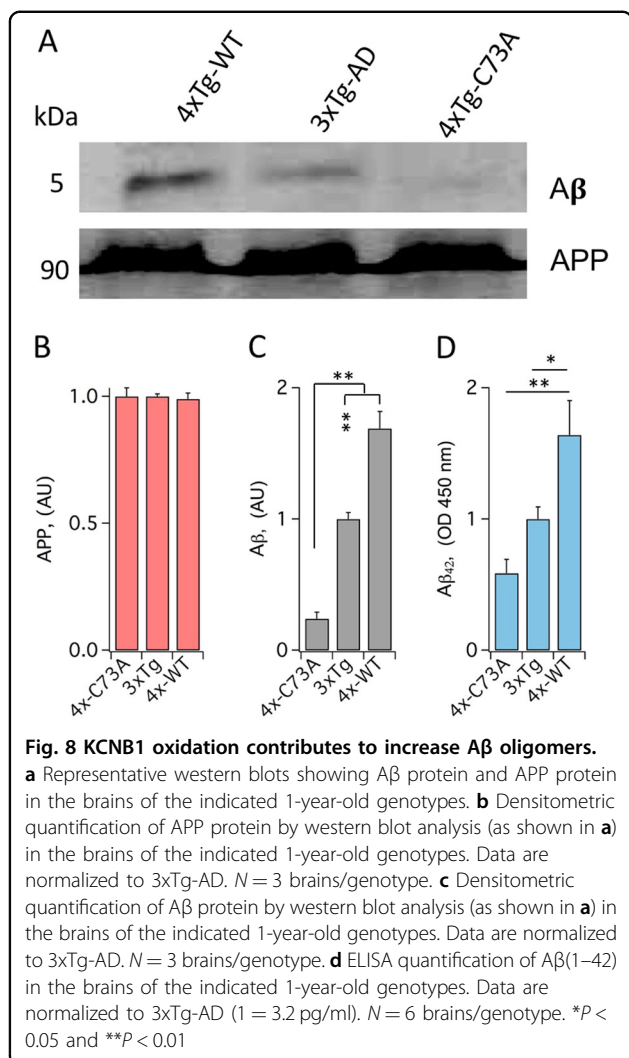 A
4xTg-WT
3xTg-AD
4xTg-C73A
kDa
5
Aβ
90
APP
B
C
D
1.0
0.5
0.0
APP, (AU)
4x-C73A
3xTg
4x-WT
2
1
0
Aβ, (AU)
**
**
4x-C73A
3xTg
4x-WT
2
1
0
Aβ₄₂, (OD 450 nm)
*
**
4x-C73A
3xTg
4x-WT
Fig. 8 KCNB1 oxidation contributes to increase Aβ oligomers.
a Representative western blots showing Aβ protein and APP protein
in the brains of the indicated 1-year-old genotypes. b Densitometric
quantification of APP protein by western blot analysis (as shown in a)
in the brains of the indicated 1-year-old genotypes. Data are
normalized to 3xTg-AD. N = 3 brains/genotype. c Densitometric
quantification of Aβ protein by western blot analysis (as shown in a) in
the brains of the indicated 1-year-old genotypes. Data are normalized
to 3xTg-AD. N = 3 brains/genotype. d ELISA quantification of Aβ(1–42)
in the brains of the indicated 1-year-old genotypes. Data are
normalized to 3xTg-AD (1 = 3.2 pg/ml). N = 6 brains/genotype. *P <
0.05 and **P < 0.01